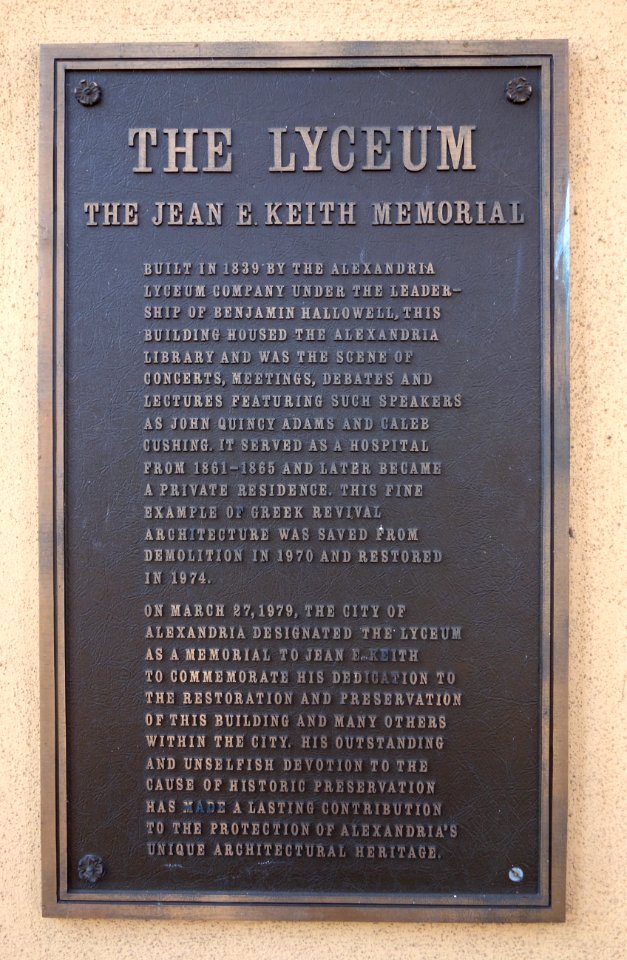 THE LYCEUM
THE JEAN E. KEITH MEMORIAL
BUILT IN 1839 BY THE ALEXANDRIA
LYCEUM COMPANY UNDER THE LEADER-
SHIP OF BENJAMIN HALLOWELL, THIS
BUILDING HOUSED THE ALEXANDRIA
LIBRARY AND WAS THE SCENE OF
CONCERTS, MEETINGS, DEBATES AND
LECTURES FEATURING SUCH SPEAKERS
AS JOHN QUINCY ADAMS AND CALEB
CUSHING. IT SERVED AS A HOSPITAL
FROM 1861-1865 AND LATER BECAME
A PRIVATE RESIDENCE. THIS FINE
EXAMPLE OF GREEK REVIVAL
ARCHITECTURE WAS SAVED FROM
DEMOLITION IN 1970 AND RESTORED
IN 1974.
ON MARCH 27, 1979, THE CITY OF
ALEXANDRIA DESIGNATED THE LYCEUM
AS A MEMORIAL TO JEAN E. KEITH
TO COMMEMORATE HIS DEDICATION TO
THE RESTORATION AND PRESERVATION
OF THIS BUILDING AND MANY OTHERS
WITHIN THE CITY. HIS OUTSTANDING
AND UNSELFISH DEVOTION TO THE
CAUSE OF HISTORIC PRESERVATION
HAS MADE A LASTING CONTRIBUTION
TO THE PROTECTION OF ALEXANDRIA'S
UNIQUE ARCHITECTURAL HERITAGE.